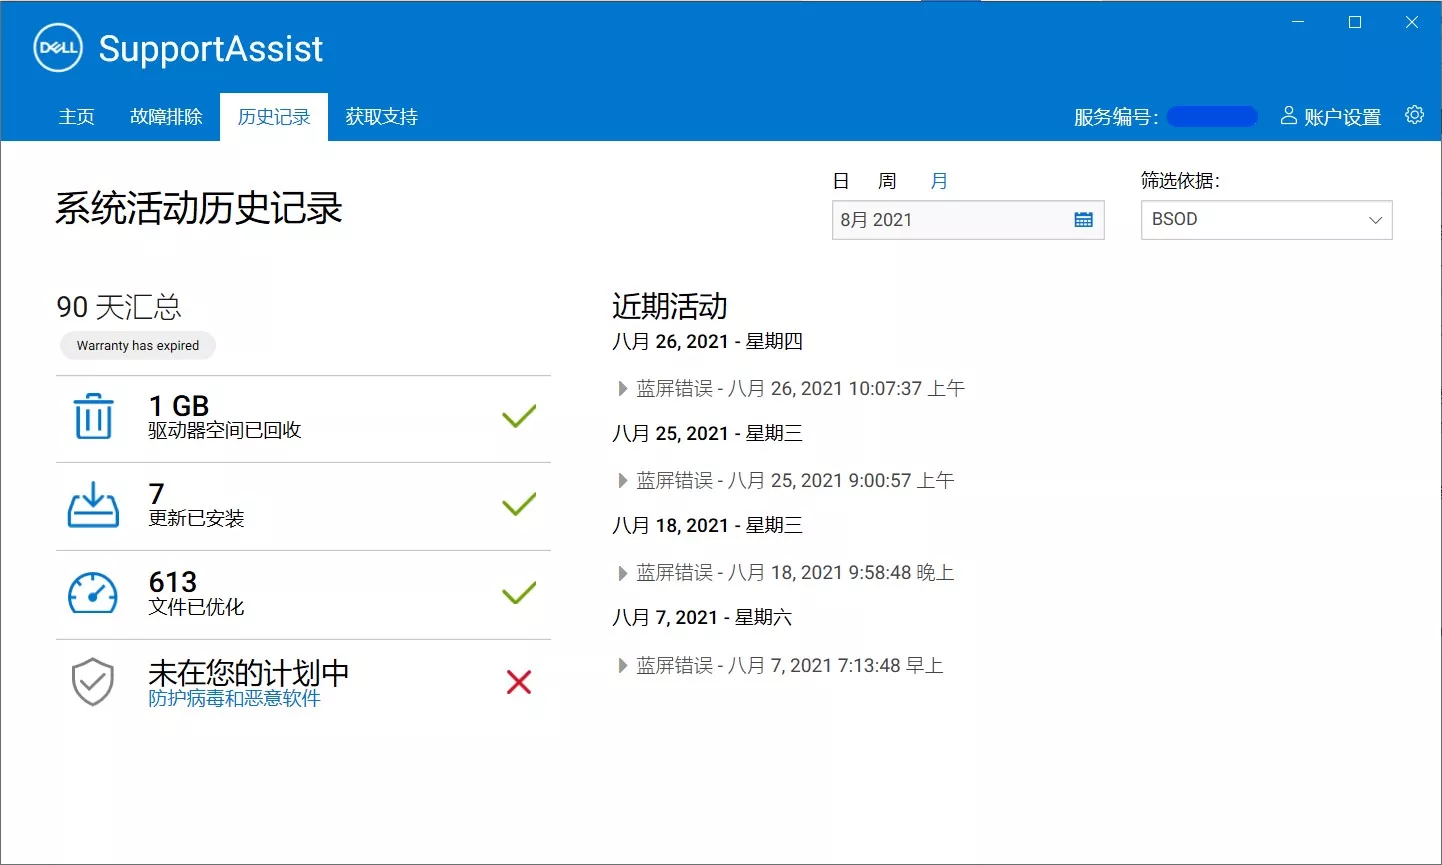 DELL SupportAssist
主页 故障排除 历史记录 获取支持 服务编号： 账户设置
系统活动历史记录
日 周 月
8月 2021
筛选依据：
BSOD
90 天汇总
Warranty has expired
1 GB
驱动器空间已回收
7
更新已安装
613
文件已优化
未在您的计划中
防护病毒和恶意软件
近期活动
八月 26, 2021 - 星期四
蓝屏错误 - 八月 26, 2021 10:07:37 上午
八月 25, 2021 - 星期三
蓝屏错误 - 八月 25, 2021 9:00:57 上午
八月 18, 2021 - 星期三
蓝屏错误 - 八月 18, 2021 9:58:48 晚上
八月 7, 2021 - 星期六
蓝屏错误 - 八月 7, 2021 7:13:48 早上